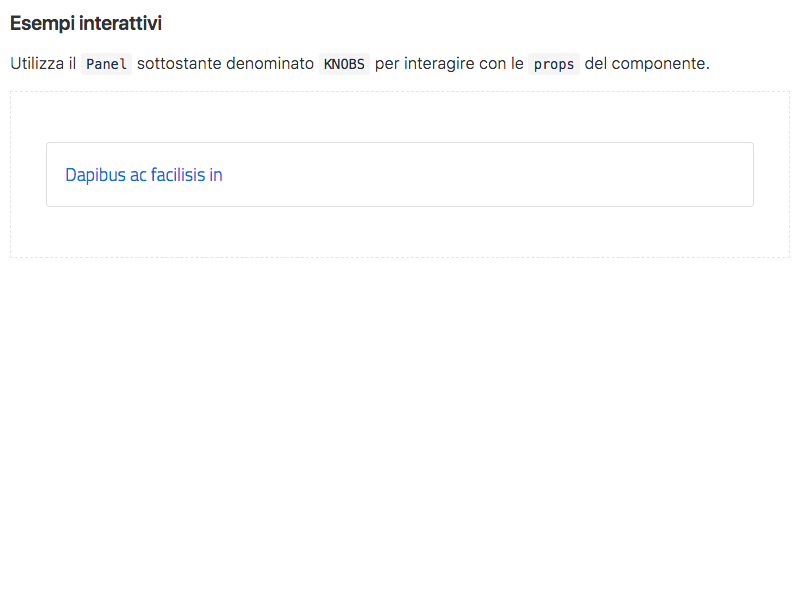 Esempi interattivi
Utilizza il Panel sottostante denominato KNOBS per interagire con le props del componente.
Dapibus ac facilisis in